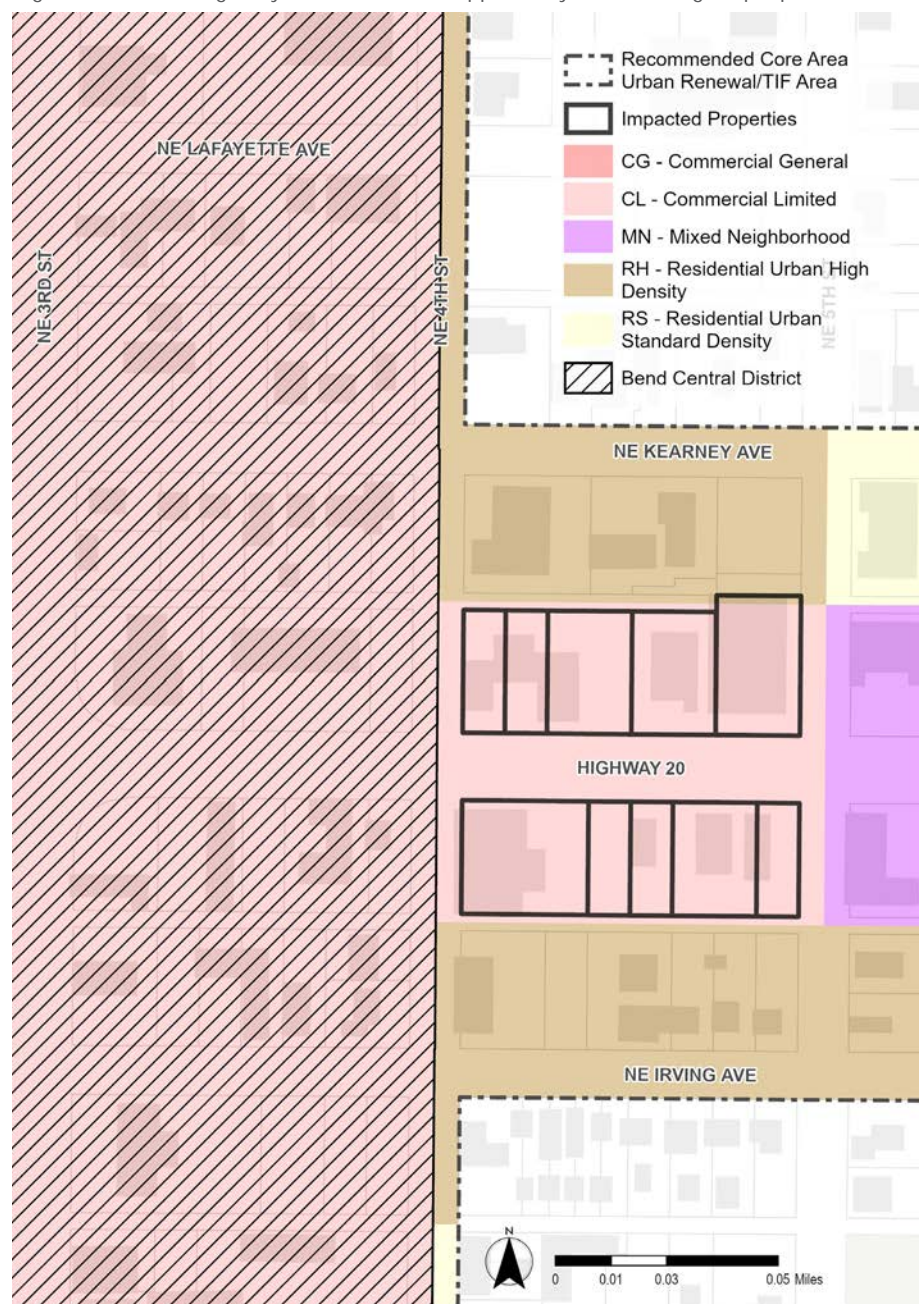 Recommended Core Area
Urban Renewal/TIF Area
Impacted Properties
CG - Commercial General
CL - Commercial Limited
MN - Mixed Neighborhood
RH - Residential Urban High
Density
RS - Residential Urban
Standard Density
Bend Central District
NE LAFAYETTE AVE
NE 3RD ST
NE 4TH ST
NE 5TH ST
NE KEARNEY AVE
HIGHWAY 20
NE IRVING AVE
N
0 0.01 0.03 0.05 Miles